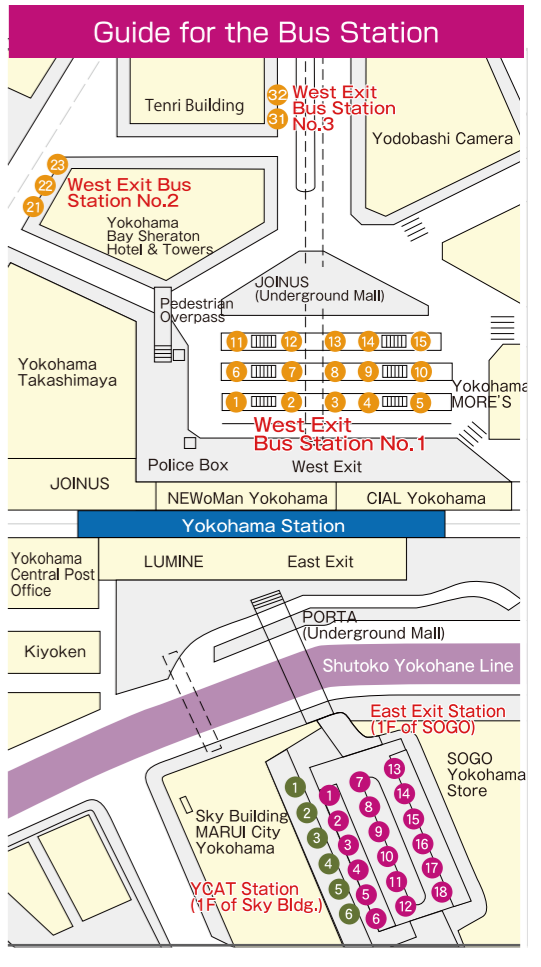 Guide for the Bus Station
Tenri Building
32
31
West Exit
Bus Station
No.3
Yodobashi Camera
23
22
21
West Exit Bus
Station No.2
Yokohama
Bay Sheraton
Hotel & Towers
JOINUS
(Underground Mall)
Pedestrian
Overpass
11 12 13 14 15
6 7 8 9 10
1 2 3 4 5
Yokohama
Takashimaya
Yokohama
MORE'S
West Exit
Bus Station No.1
Police Box
West Exit
JOINUS
NEWoMan Yokohama
CIAL Yokohama
Yokohama Station
Yokohama
Central Post
Office
LUMINE
East Exit
PORTA
(Underground Mall)
Kiyoken
Shutoko Yokohane Line
East Exit Station
(1F of SOGO)
SOGO
Yokohama
Store
Sky Building
MARUI City
Yokohama
YCAT Station
(1F of Sky Bldg.)
1
2
3
4
5
6
1
2
3
4
5
6
7
8
9
10
11
12
13
14
15
16
17
18